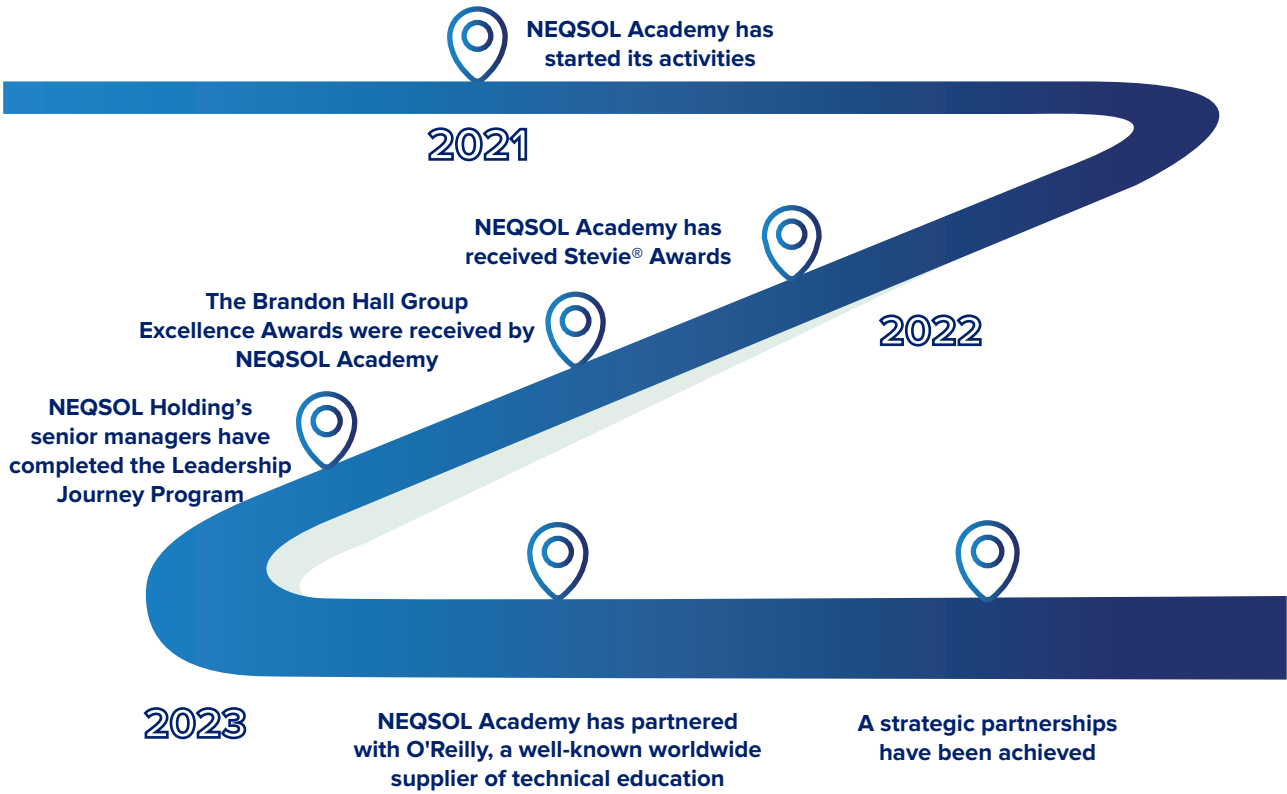 NEQSOL Academy has
started its activities
2021
NEQSOL Academy has
received Stevie® Awards
2022
The Brandon Hall Group
Excellence Awards were received by
NEQSOL Academy
NEQSOL Holding’s
senior managers have
completed the Leadership
Journey Program
2023
NEQSOL Academy has partnered
with O'Reilly, a well-known worldwide
supplier of technical education
A strategic partnerships
have been achieved